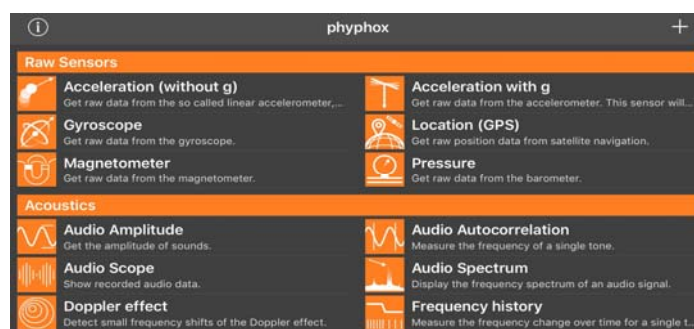 phyphox
Raw Sensors
Acceleration (without g)
Get raw data from the so called linear accelerometer,...
Acceleration with g
Get raw data from the accelerometer. This sensor will...
Gyroscope
Get raw data from the gyroscope.
Location (GPS)
Get raw position data from satellite navigation.
Magnetometer
Get raw data from the magnetometer.
Pressure
Get raw data from the barometer.
Acoustics
Audio Amplitude
Get the amplitude of sounds.
Audio Autocorrelation
Measure the frequency of a single tone.
Audio Scope
Show recorded audio data.
Audio Spectrum
Display the frequency spectrum of an audio signal.
Doppler effect
Detect small frequency shifts of the Doppler effect.
Frequency history
Measure the frequency change over time for a single t...